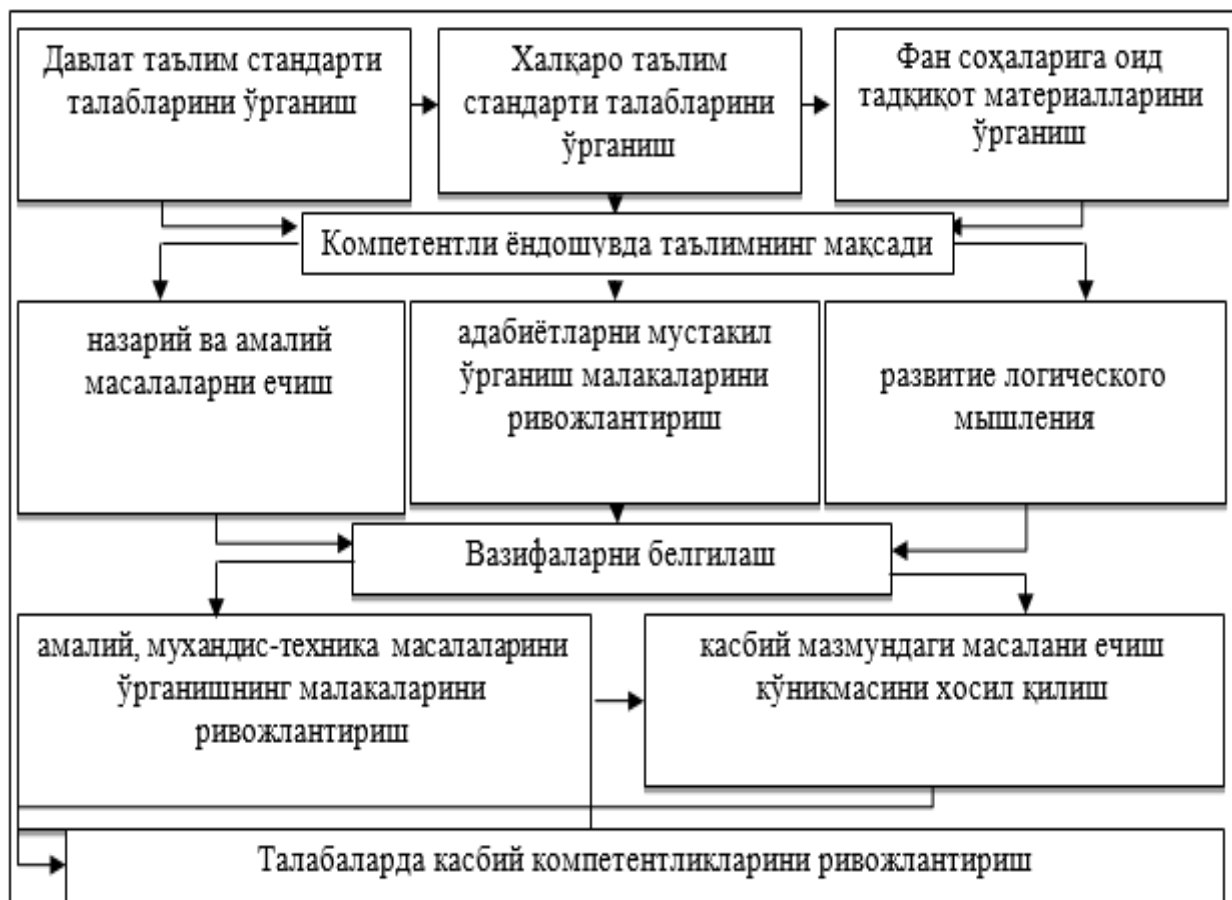 Давлат таълим стандарти
талабларини ўрганиш
Халқаро таълим
стандарти талабларини
ўрганиш
Фан соҳаларига оид
тадқиқот материалларини
ўрганиш
Компетентли ёндошувда таълимнинг мақсади
назарий ва амалий
масалаларни ечиш
адабиётларни мустакил
ўрганиш малакаларини
ривожлантириш
развитие логического
мышления
Вазифаларни белгилаш
амалий, мухандис-техника масалаларини
ўрганишнинг малакаларини
ривожлантириш
касбий мазмундаги масалани ечиш
кўникмасини хосил қилиш
Талабаларда касбий компетентликларини ривожлантириш